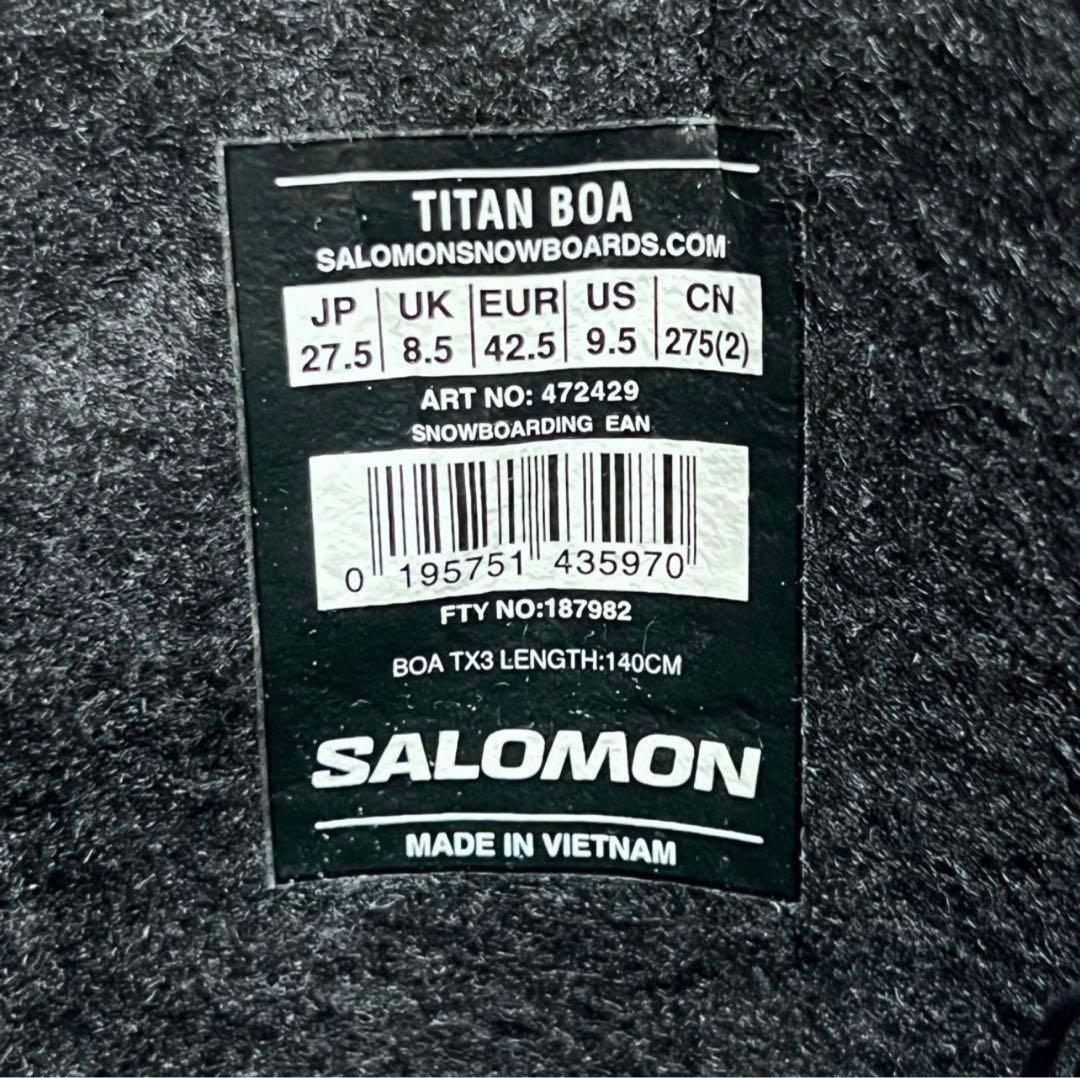 TITAN BOA
SALOMONSNOWBOARDS.COM
JP UK EUR US CN
27.5 8.5 42.5 9.5 275(2)
ART NO: 472429
SNOWBOARDING EAN
0 195751 435970
FTY NO:187982
BOA TX3 LENGTH:140CM
SALOMON
MADE IN VIETNAM